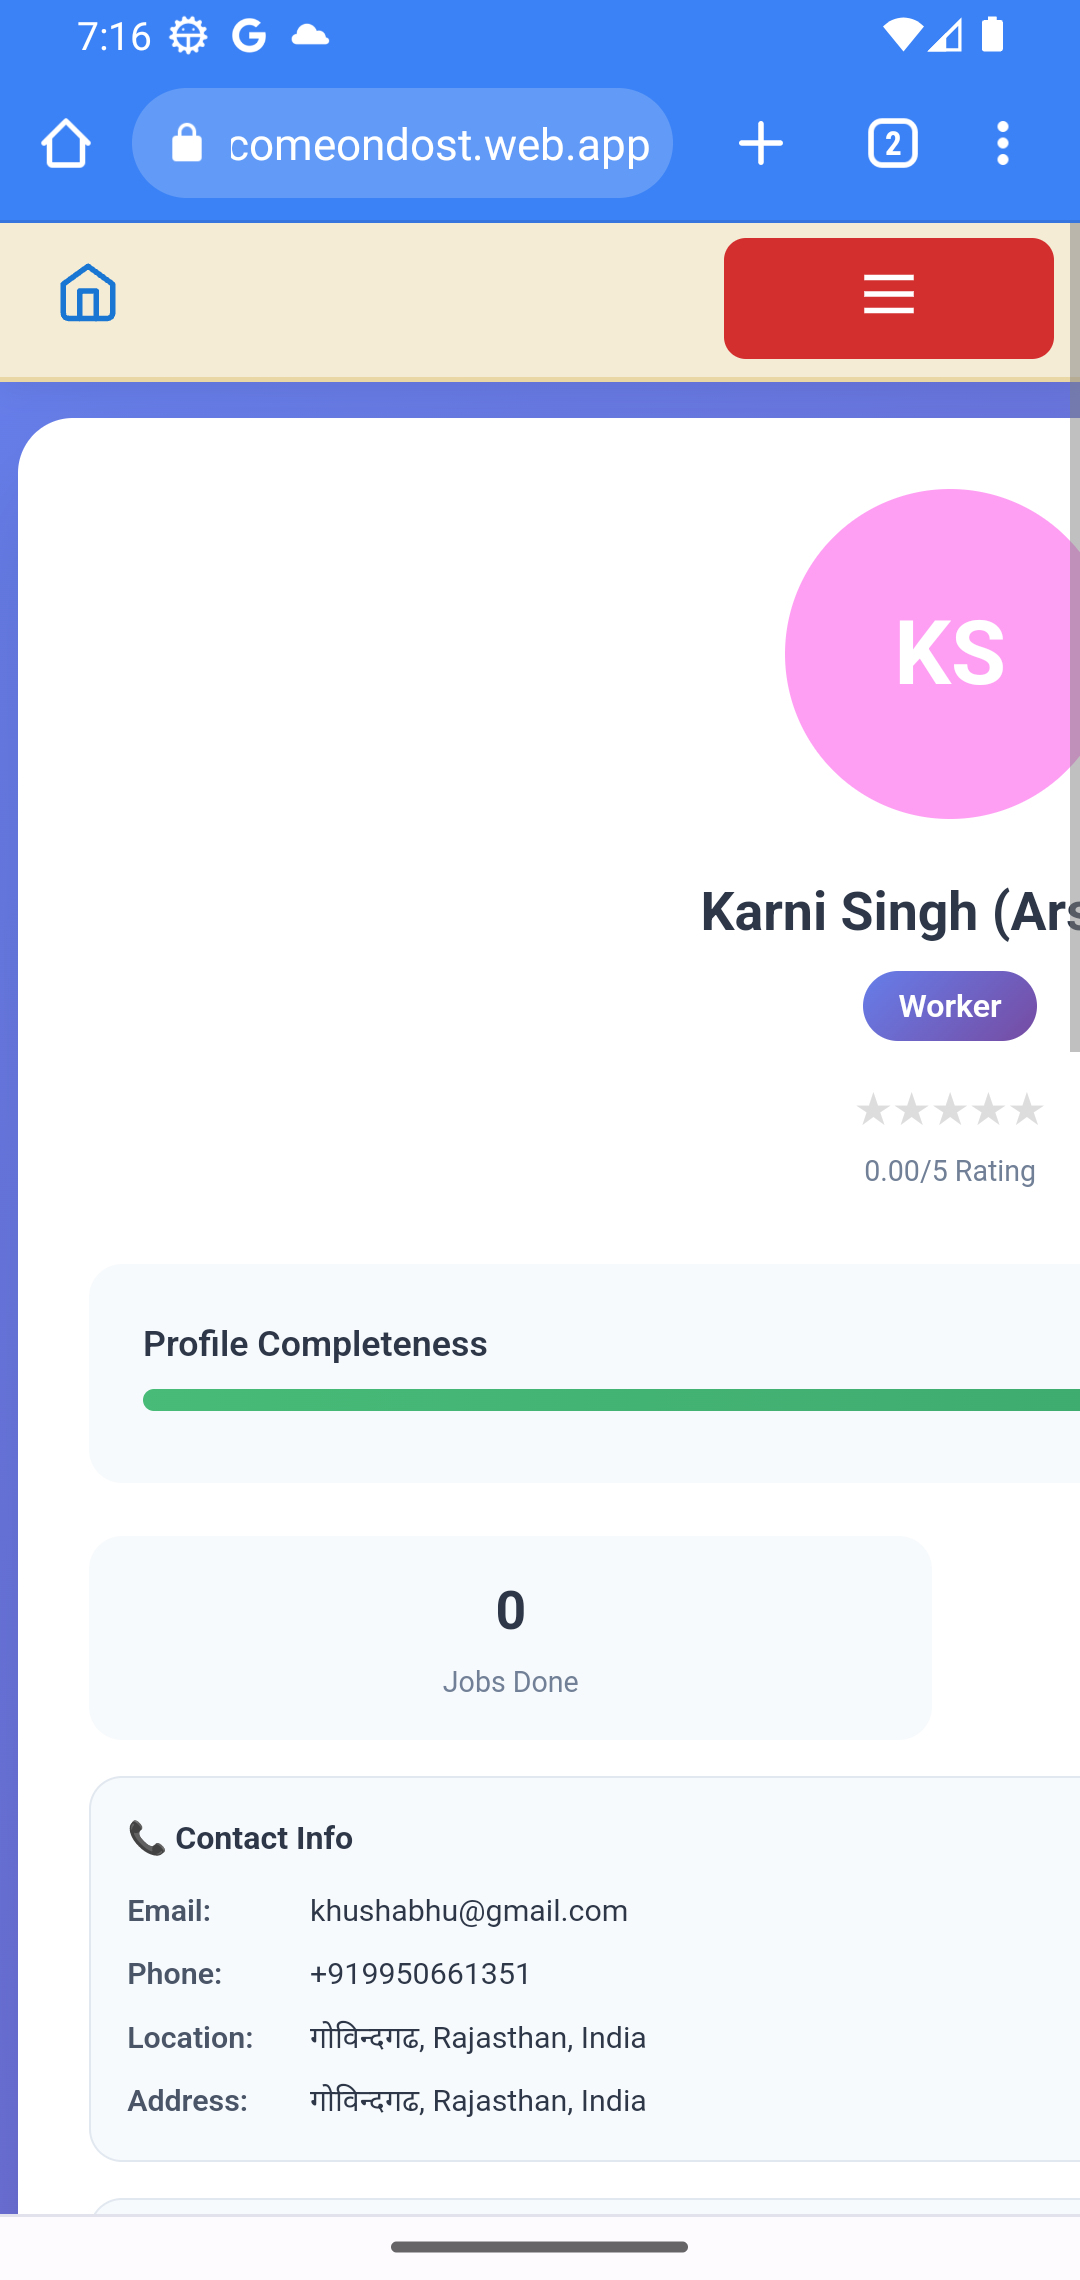 7:16
comeondost.web.app
2
KS
Karni Singh (Ars
Worker
★★★★★
0.00/5 Rating
Profile Completeness
0
Jobs Done
📞 Contact Info
Email: khushabhu@gmail.com
Phone: +919950661351
Location: गोविन्दगढ, Rajasthan, India
Address: गोविन्दगढ, Rajasthan, India